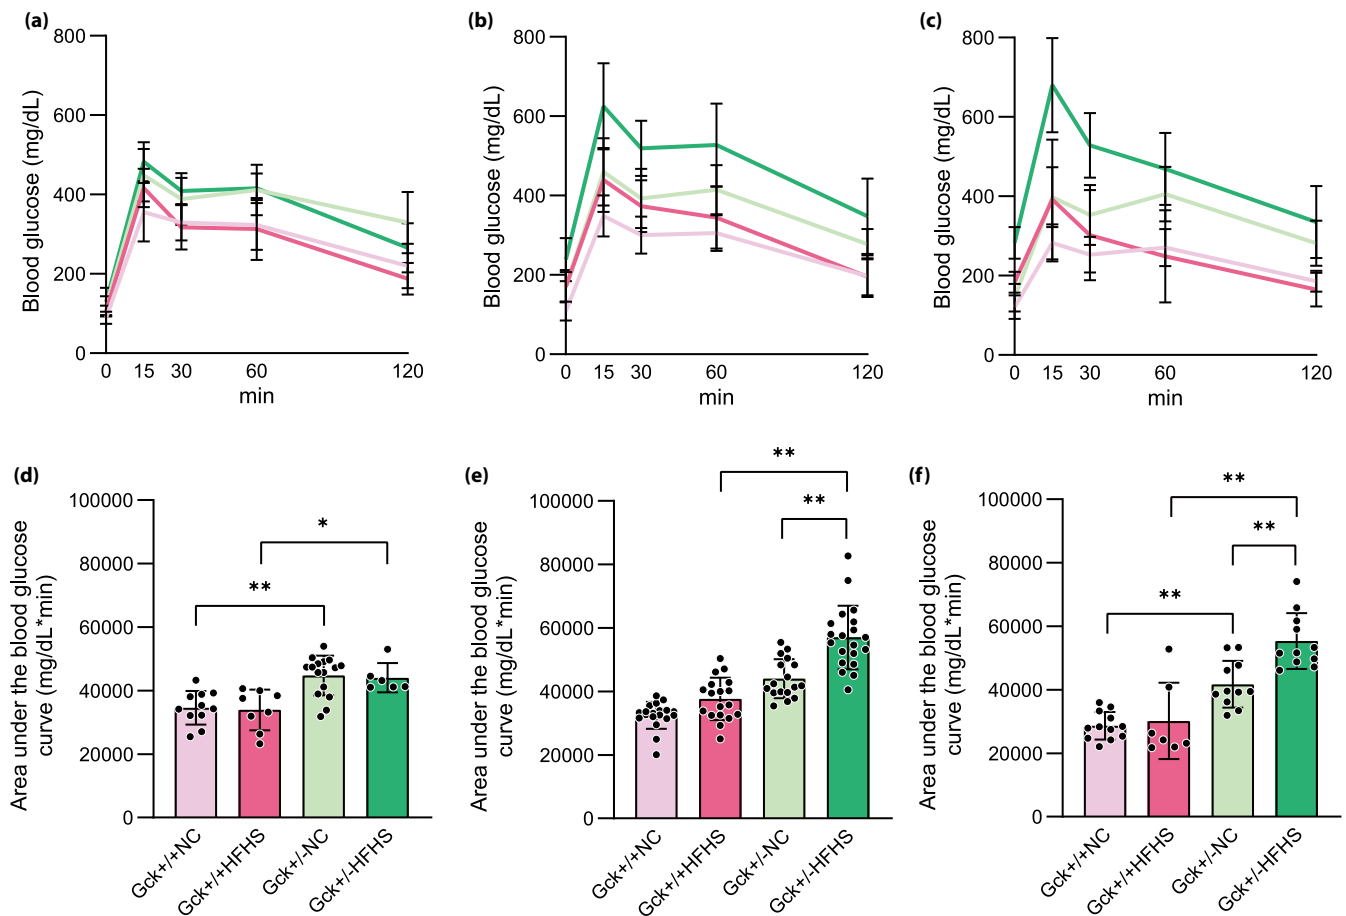 (a)
800
600
400
200
0
Blood glucose (mg/dL)
0 15 30 60 120
min
(b)
800
600
400
200
0
Blood glucose (mg/dL)
0 15 30 60 120
min
(c)
800
600
400
200
0
Blood glucose (mg/dL)
0 15 30 60 120
min
(d)
100000
80000
60000
40000
20000
0
Area under the blood glucose
curve (mg/dL*min)
**
*
Gck+/+NC
Gck+/+HFHS
Gck+/-NC
Gck+/-HFHS
(e)
100000
80000
60000
40000
20000
0
Area under the blood glucose
curve (mg/dL*min)
**
**
Gck+/+NC
Gck+/+HFHS
Gck+/-NC
Gck+/-HFHS
(f)
100000
80000
60000
40000
20000
0
Area under the blood glucose
curve (mg/dL*min)
**
**
**
Gck+/+NC
Gck+/+HFHS
Gck+/-NC
Gck+/-HFHS